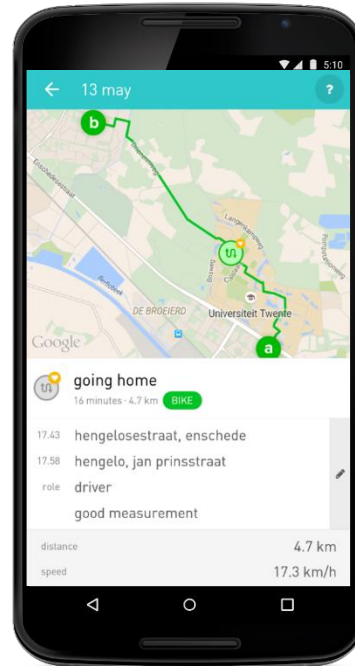 5:10
13 may
?
b
Langenkampweg
DE BROEIERD
Universiteit Twente
Google
a
going home
16 minutes - 4.7 km BIKE
17.43 hengelosestraat, enschede
17.58 hengelo, jan prinsstraat
role driver
good measurement
distance 4.7 km
speed 17.3 km/h